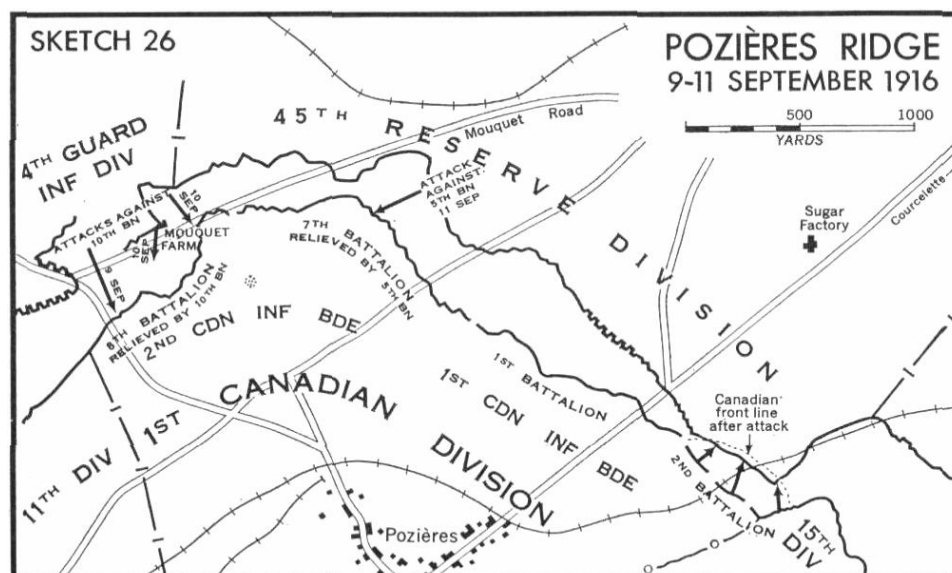 SKETCH 26
POZIÈRES RIDGE
9-11 SEPTEMBER 1916
500 1000
YARDS
4TH GUARD
INF DIV
45TH RESERVE DIVISION
Mouquet Road
ATTACKS AGAINST
10TH BN
10 SEP
10 SEP
9 SEP
MOUQUET
FARM
ATTACK
AGAINST
5TH BN
11 SEP
7TH BATTALION
RELIEVED BY 5TH BN
8TH BATTALION
RELIEVED BY 10TH BN
2ND CDN INF BDE
Sugar
Factory
Courcelette
1ST CANADIAN DIVISION
1ST BATTALION
1ST CDN INF BDE
Canadian
front line
after attack
2ND BATTALION
11TH DIV
15TH
DIV
Pozières